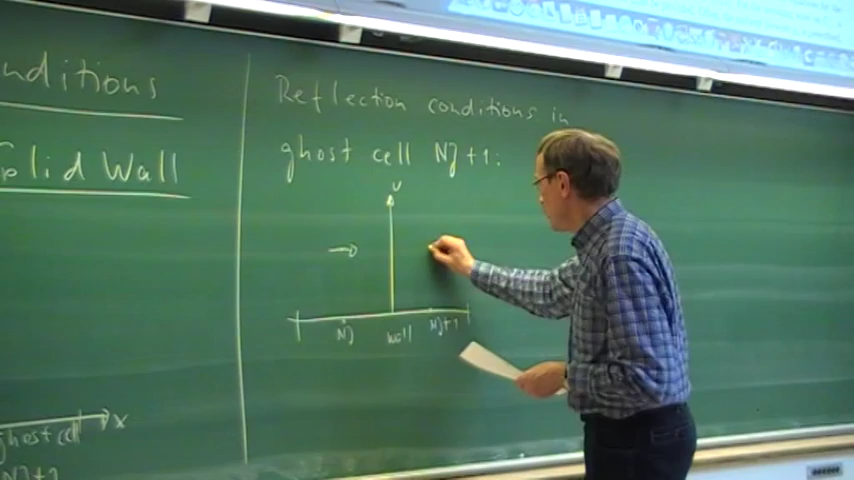 nditions
olid Wall
ghost cell
x
Nj+1
Reflection conditions in
ghost cell Nj+1:
u
Nj
wall
Nj+1